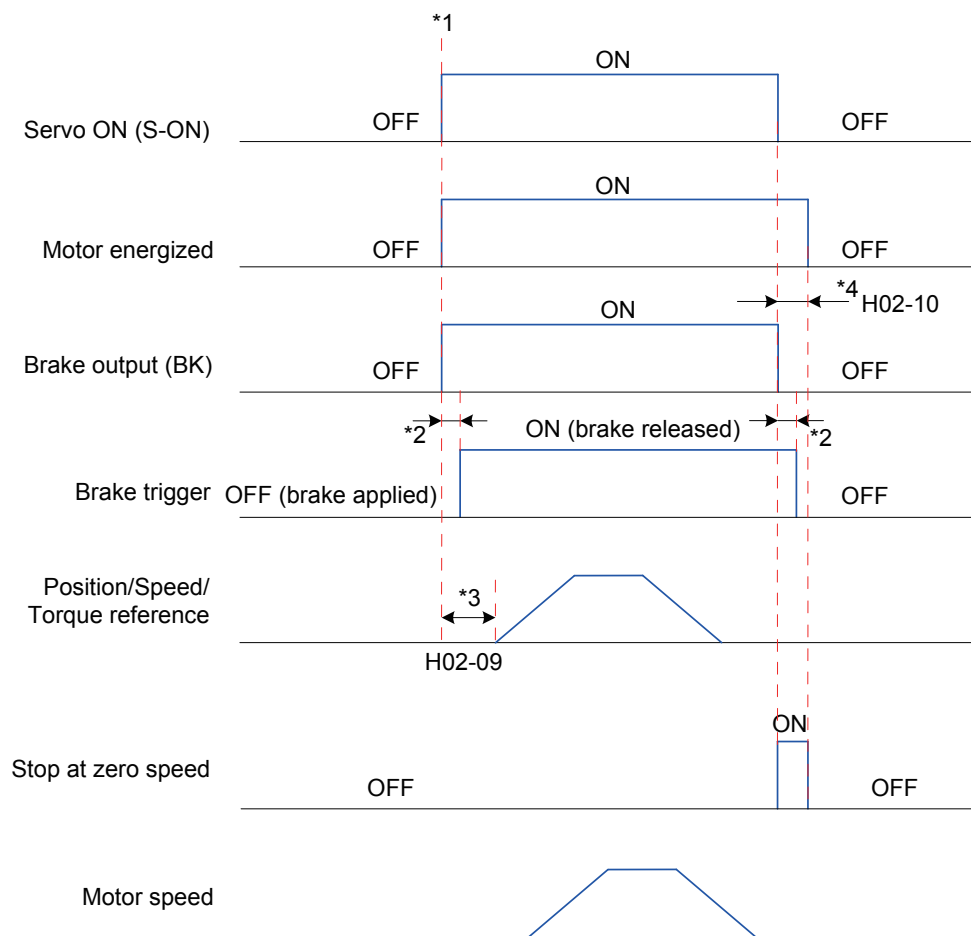 *1
ON
Servo ON (S-ON)
OFF
OFF
ON
Motor energized
OFF
OFF
*4
H02-10
ON
Brake output (BK)
OFF
OFF
*2
ON (brake released)
*2
Brake trigger
OFF (brake applied)
OFF
Position/Speed/
Torque reference
*3
H02-09
ON
Stop at zero speed
OFF
OFF
Motor speed